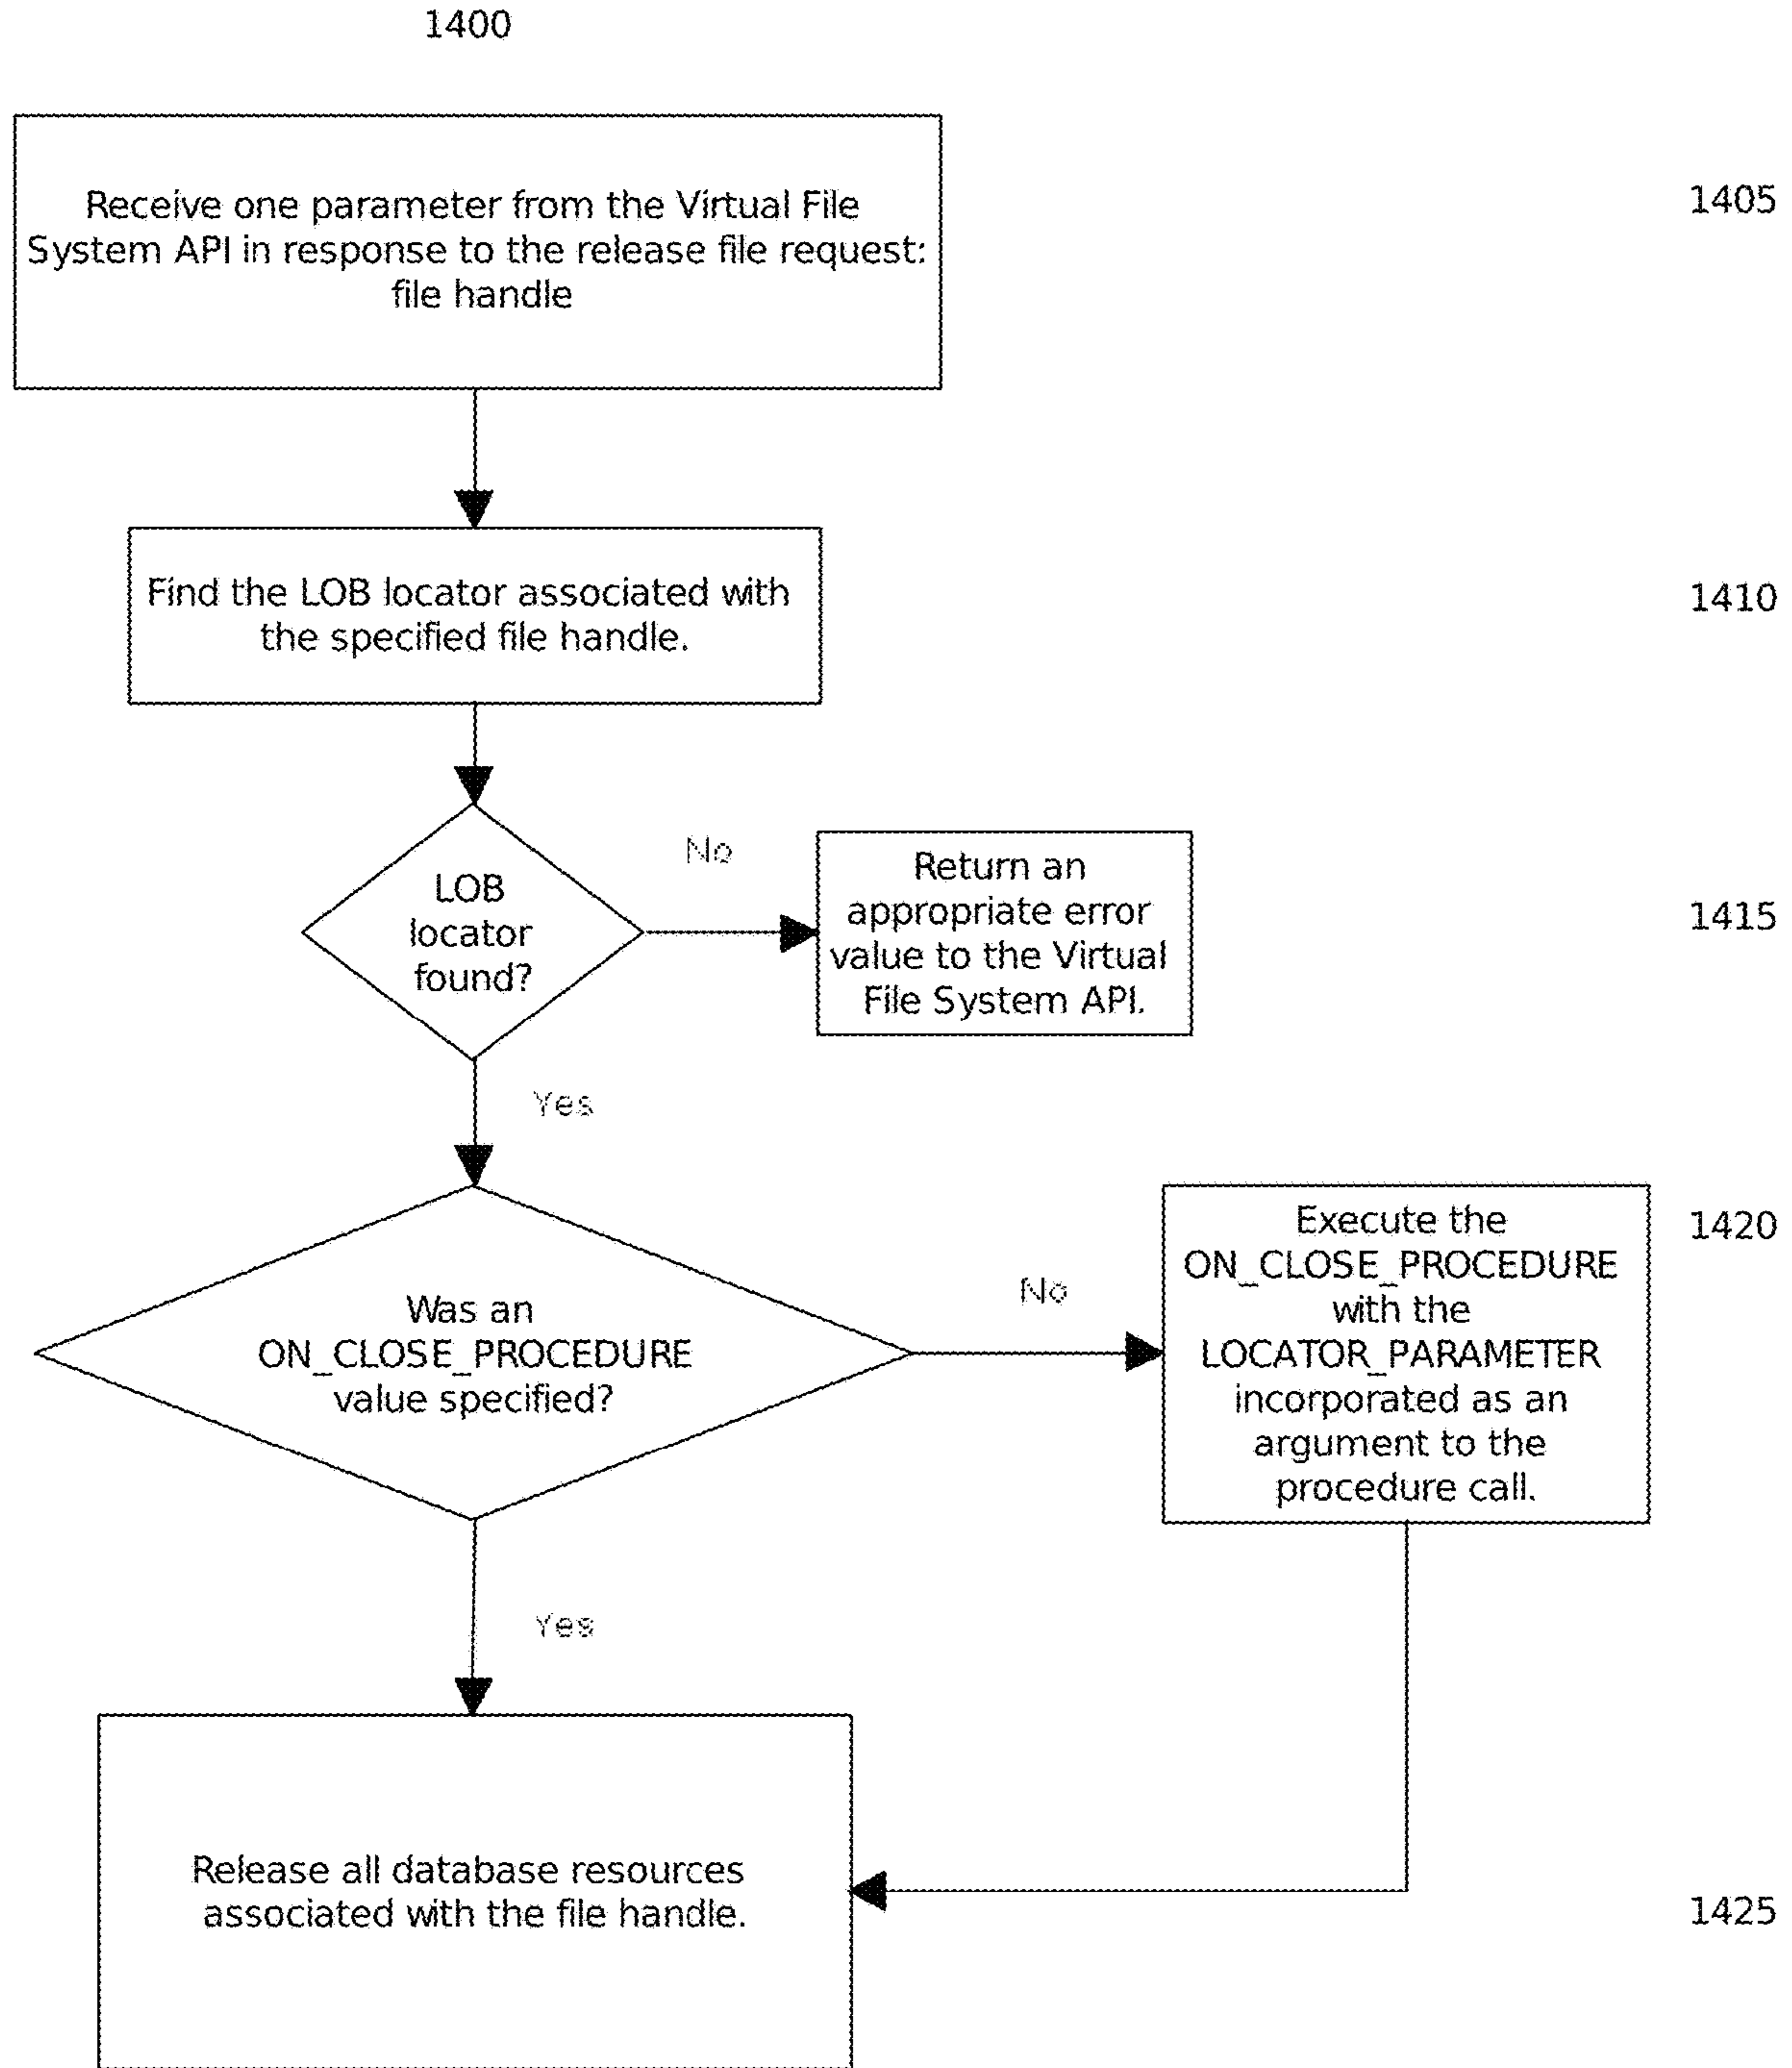 1400
Receive one parameter from the Virtual File
System API in response to the release file request:
file handle
1405
Find the LOB locator associated with
the specified file handle.
1410
LOB
locator
found?
No
Return an
appropriate error
value to the Virtual
File System API.
1415
Yes
Was an
ON_CLOSE_PROCEDURE
value specified?
No
Execute the
ON_CLOSE_PROCEDURE
with the
LOCATOR_PARAMETER
incorporated as an
argument to the
procedure call.
1420
Yes
Release all database resources
associated with the file handle.
1425